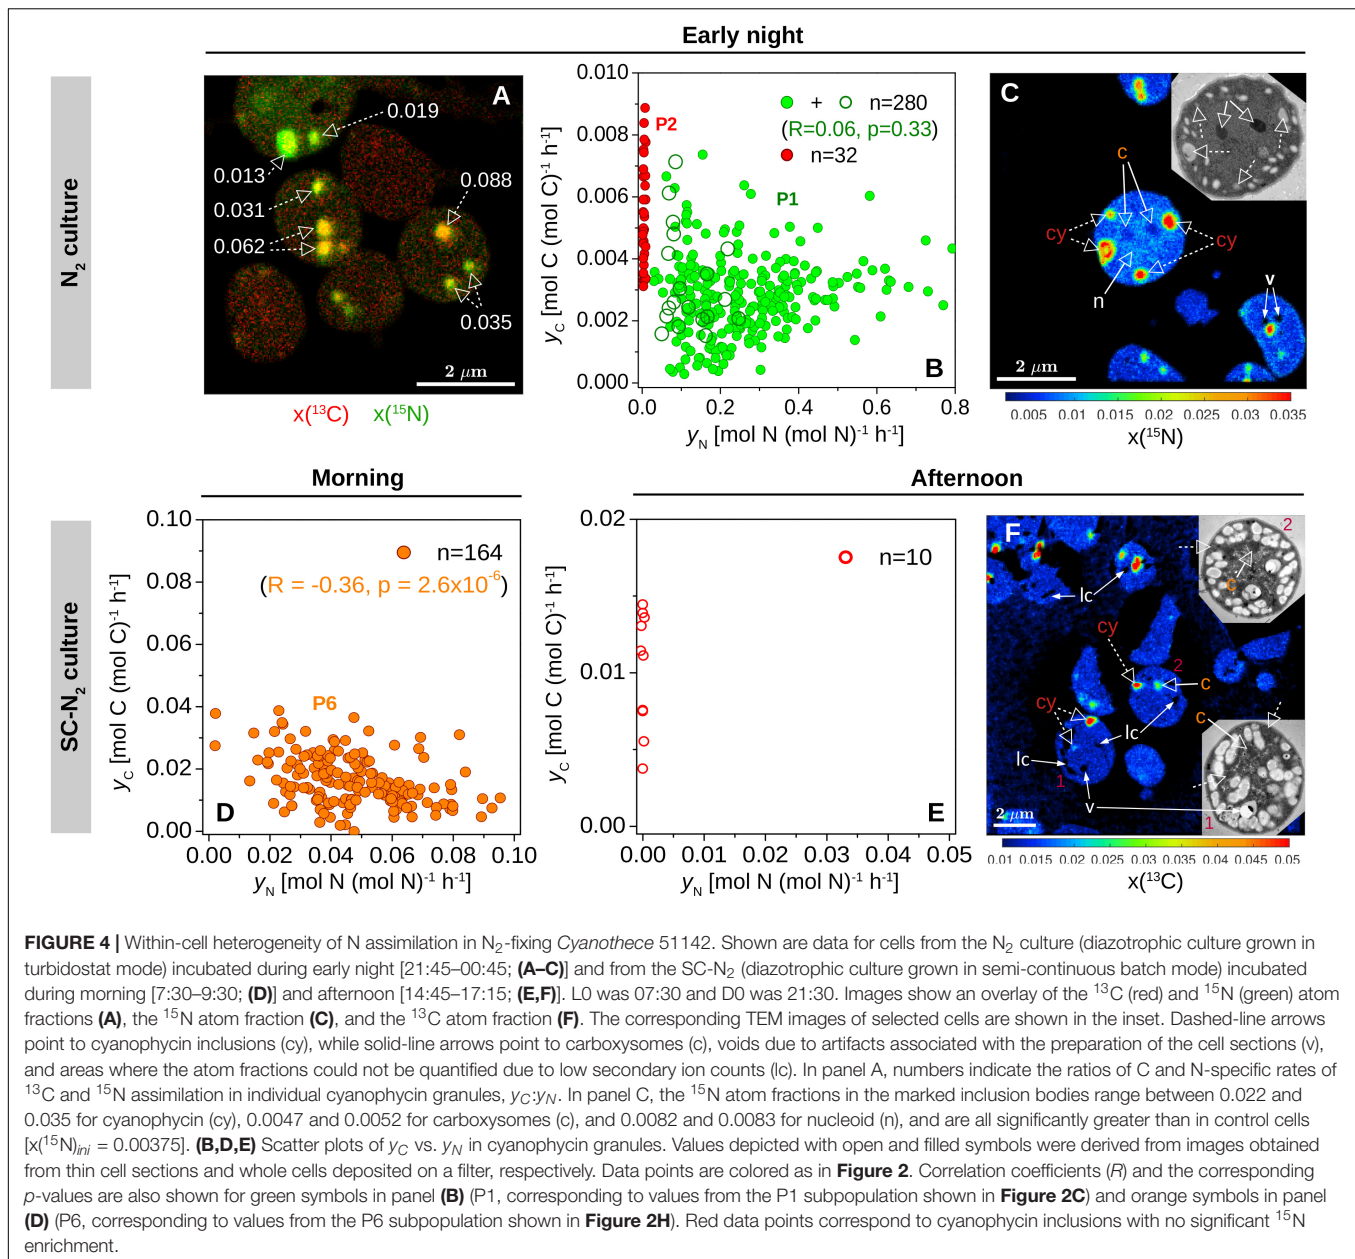 Early night
N2 culture
A
0.019
0.013
0.031
0.062
0.088
0.035
2 μm
x(13C) x(15N)
0.010
0.008
0.006
0.004
0.002
0.000
yC [mol C (mol C)-1 h-1]
P2
+ n=280
(R=0.06, p=0.33)
n=32
P1
B
0.0 0.2 0.4 0.6 0.8
yN [mol N (mol N)-1 h-1]
C
c
cy
cy
n
v
2 μm
0.005 0.01 0.015 0.02 0.025 0.03 0.035
x(15N)
Morning
Afternoon
SC-N2 culture
0.10
0.08
0.06
0.04
0.02
0.00
yC [mol C (mol C)-1 h-1]
n=164
(R = -0.36, p = 2.6x10-6)
P6
D
0.00 0.02 0.04 0.06 0.08 0.10
yN [mol N (mol N)-1 h-1]
0.02
0.01
0.00
yC [mol C (mol C)-1 h-1]
n=10
E
0.00 0.01 0.02 0.03 0.04 0.05
yN [mol N (mol N)-1 h-1]
F
2
c
lc
cy
2
c
c
cy
lc
lc
1
v
1
2 μm
0.01 0.015 0.02 0.025 0.03 0.035 0.04 0.045 0.05
x(13C)
FIGURE 4 | Within-cell heterogeneity of N assimilation in N2-fixing Cyanothece 51142. Shown are data for cells from the N2 culture (diazotrophic culture grown in
turbidostat mode) incubated during early night [21:45–00:45; (A–C)] and from the SC-N2 (diazotrophic culture grown in semi-continuous batch mode) incubated
during morning [7:30–9:30; (D)] and afternoon [14:45–17:15; (E,F)]. L0 was 07:30 and D0 was 21:30. Images show an overlay of the 13C (red) and 15N (green) atom
fractions (A), the 15N atom fraction (C), and the 13C atom fraction (F). The corresponding TEM images of selected cells are shown in the inset. Dashed-line arrows
point to cyanophycin inclusions (cy), while solid-line arrows point to carboxysomes (c), voids due to artifacts associated with the preparation of the cell sections (v),
and areas where the atom fractions could not be quantified due to low secondary ion counts (lc). In panel A, numbers indicate the ratios of C and N-specific rates of
13C and 15N assimilation in individual cyanophycin granules, yC:yN. In panel C, the 15N atom fractions in the marked inclusion bodies range between 0.022 and
0.035 for cyanophycin (cy), 0.0047 and 0.0052 for carboxysomes (c), and 0.0082 and 0.0083 for nucleoid (n), and are all significantly greater than in control cells
[x(15N)ini = 0.00375]. (B,D,E) Scatter plots of yC vs. yN in cyanophycin granules. Values depicted with open and filled symbols were derived from images obtained
from thin cell sections and whole cells deposited on a filter, respectively. Data points are colored as in Figure 2. Correlation coefficients (R) and the corresponding
p-values are also shown for green symbols in panel (B) (P1, corresponding to values from the P1 subpopulation shown in Figure 2C) and orange symbols in panel
(D) (P6, corresponding to values from the P6 subpopulation shown in Figure 2H). Red data points correspond to cyanophycin inclusions with no significant 15N
enrichment.